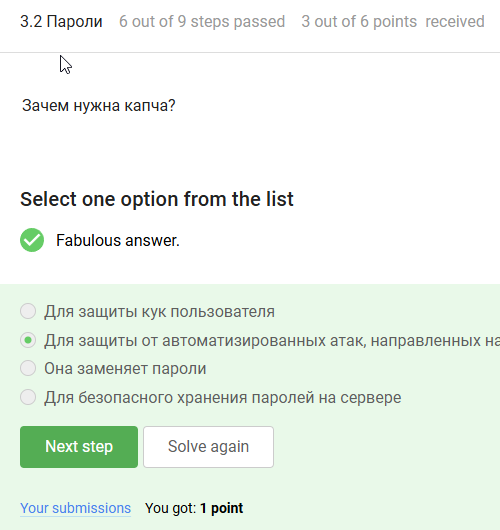 3.2 Пароли 6 out of 9 steps passed 3 out of 6 points received
Зачем нужна капча?
Select one option from the list
Fabulous answer.
Для защиты кук пользователя
Для защиты от автоматизированных атак, направленных на
Она заменяет пароли
Для безопасного хранения паролей на сервере
Next step Solve again
Your submissions You got: 1 point